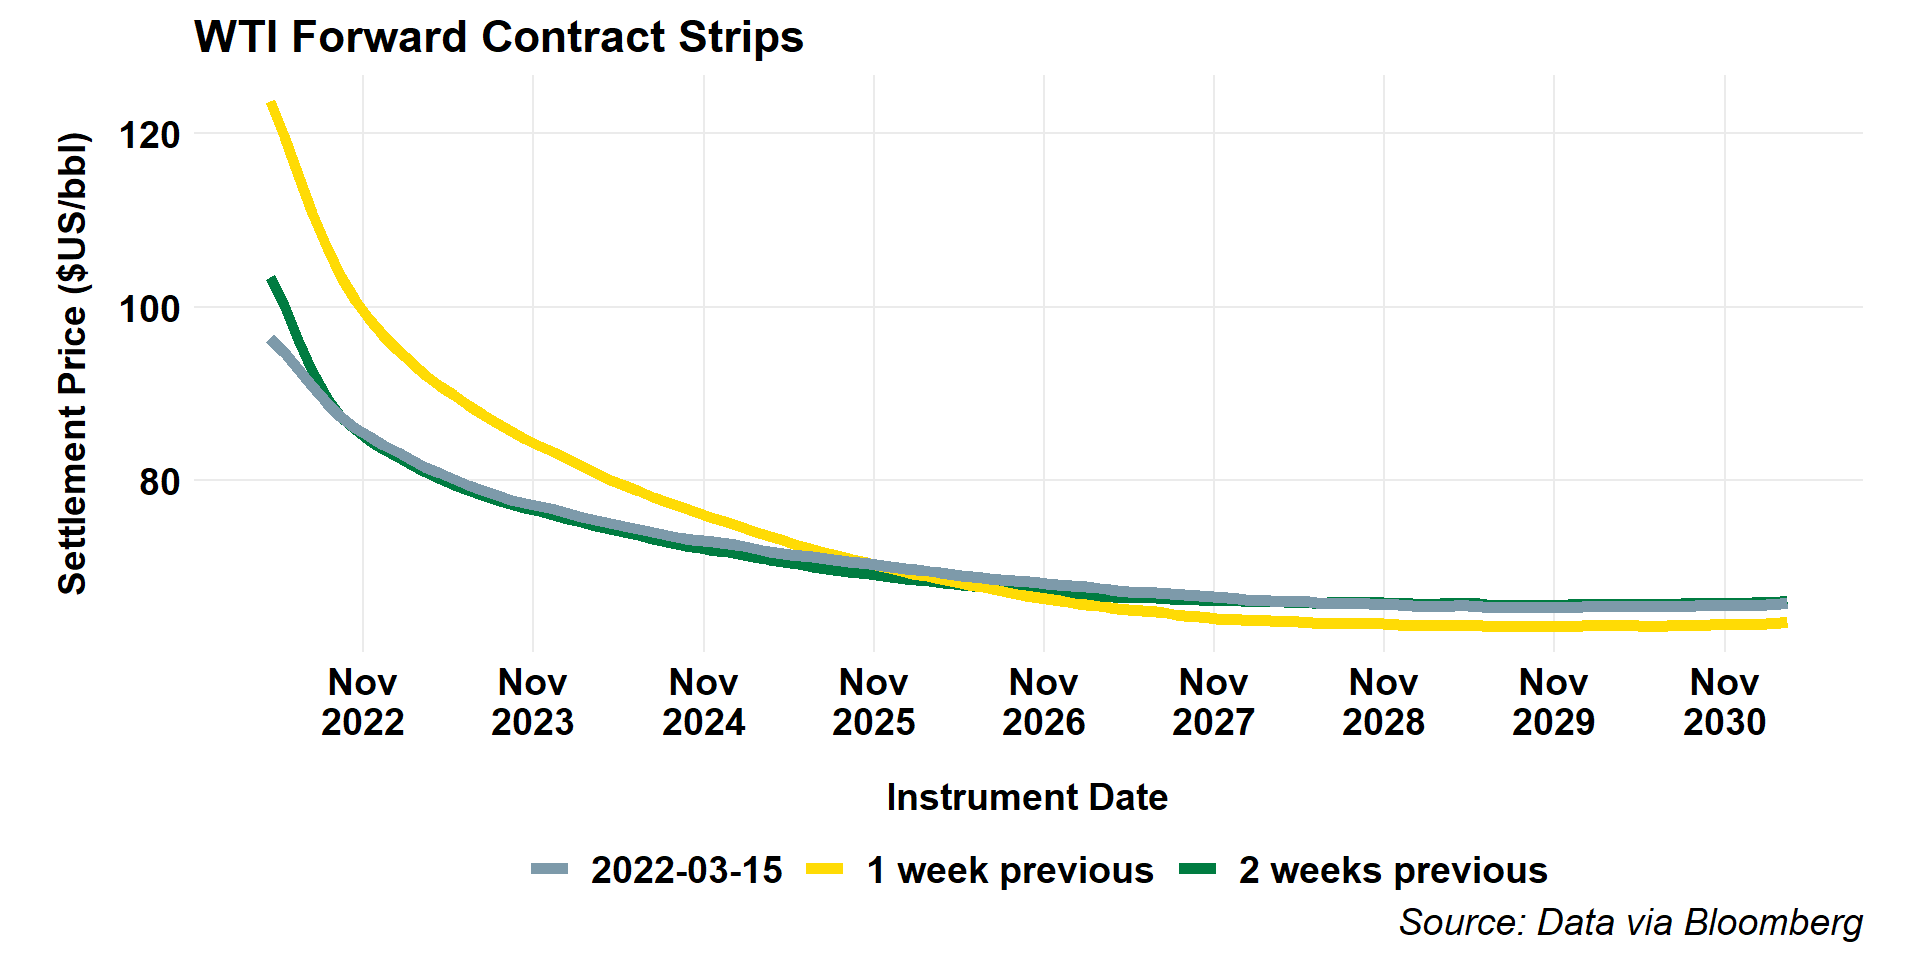 WTI Forward Contract Strips
Settlement Price ($US/bbl)
120
100
80
Nov 2022
Nov 2023
Nov 2024
Nov 2025
Nov 2026
Nov 2027
Nov 2028
Nov 2029
Nov 2030
Instrument Date
2022-03-15 1 week previous 2 weeks previous
Source: Data via Bloomberg